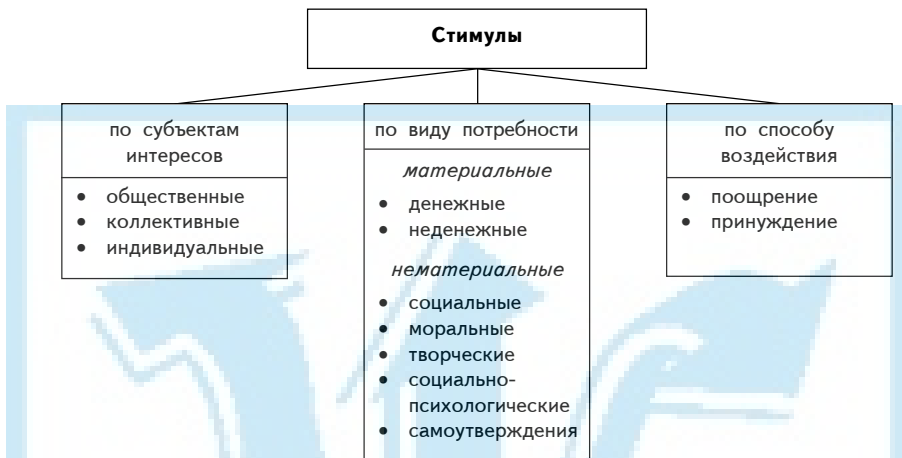 Стимулы
по субъектам
интересов
• общественные
• коллективные
• индивидуальные
по виду потребности
материальные
• денежные
• неденежные
нематериальные
• социальные
• моральные
• творческие
• социально-
психологические
• самоутверждения
по способу
воздействия
• поощрение
• принуждение